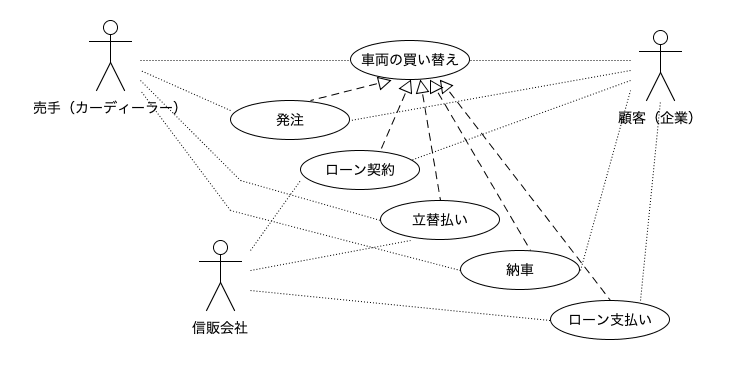 車両の買い替え
売手（カーディーラー）
発注
顧客（企業）
ローン契約
立替払い
納車
信販会社
ローン支払い